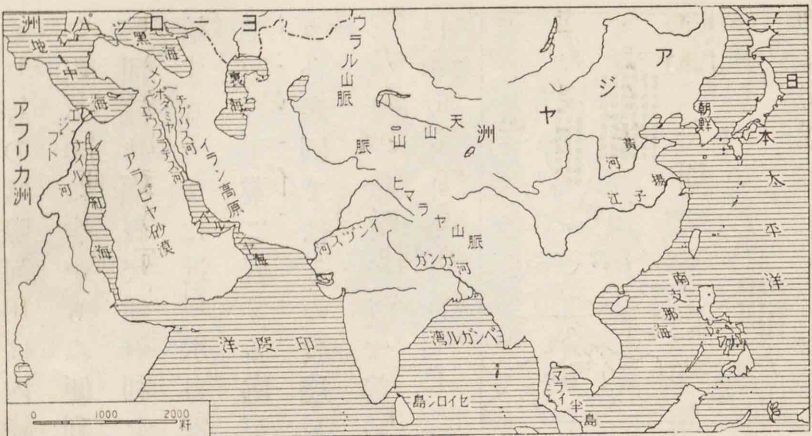 ヨーロッパ洲
アジヤ洲
日本
地中海
黒海
裏海
ウラル山脈
天山山脈
朝鮮
黄河
揚子江
メソポタミヤ
チグリス河
エウフラテス河
イラン高原
アラビヤ砂漠
エジプト
ナイル河
アフリカ洲
紅海
ヒマラヤ山脈
インヅス河
ガンガ河
太平洋
南支那海
印度洋
ベンガル湾
セイロン島
マライ半島
0 1000 2000
粁